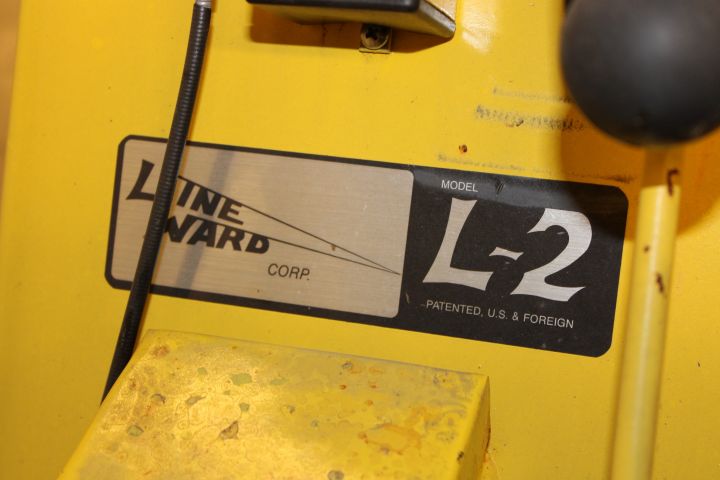 LINE
WARD
CORP.
MODEL
L-2
PATENTED, U.S. & FOREIGN